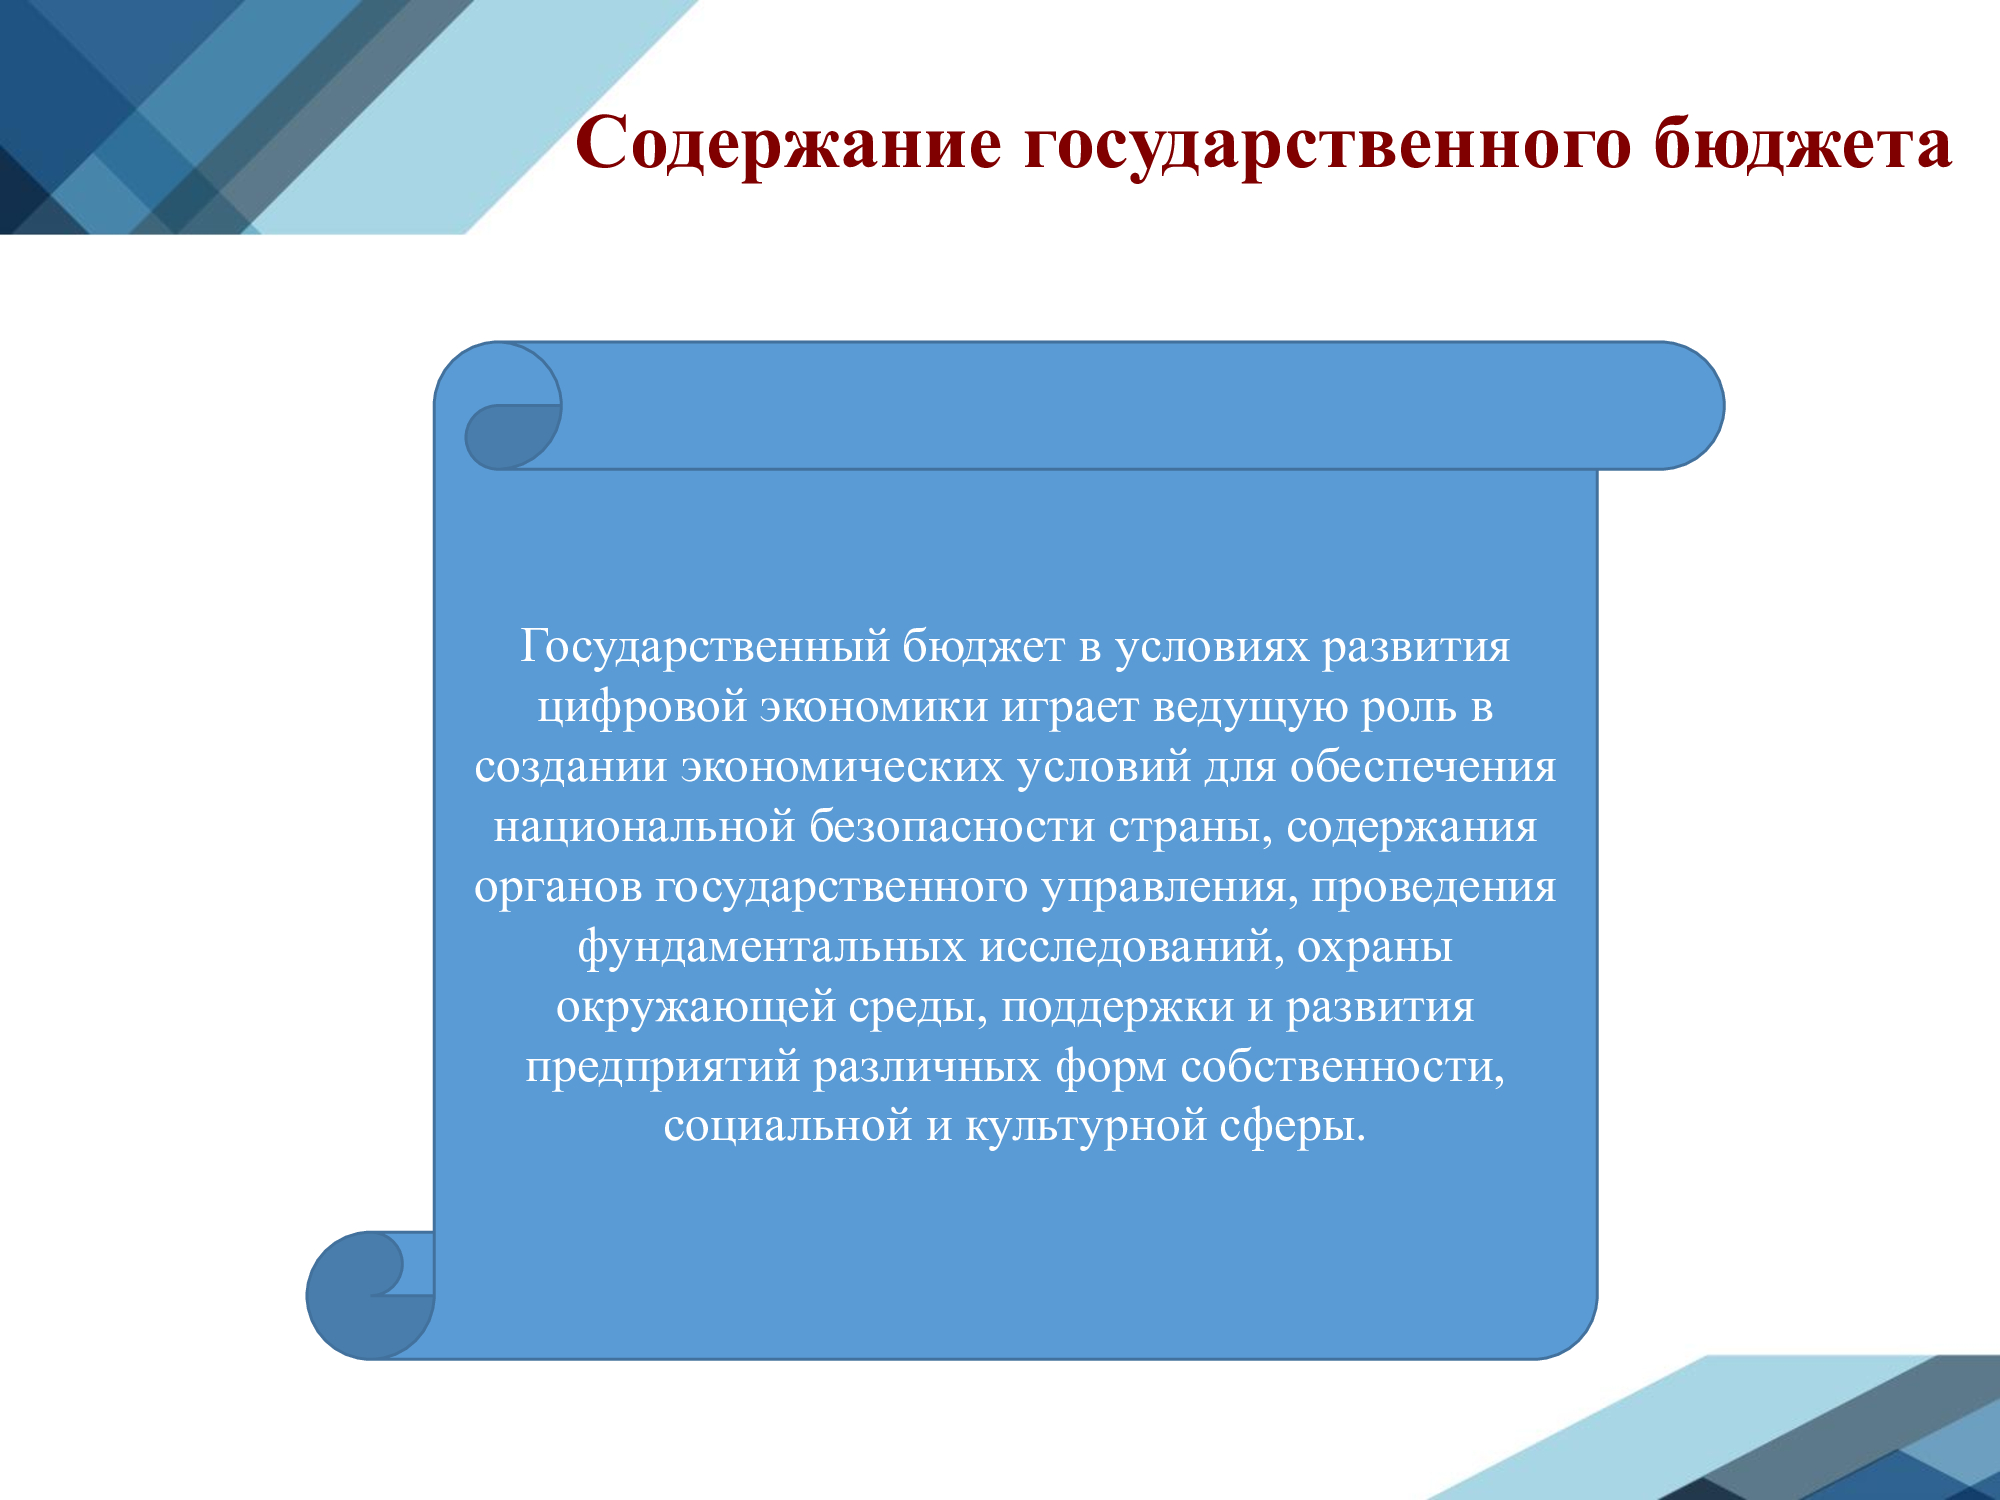 Содержание государственного бюджета
Государственный бюджет в условиях развития
цифровой экономики играет ведущую роль в
создании экономических условий для обеспечения
национальной безопасности страны, содержания
органов государственного управления, проведения
фундаментальных исследований, охраны
окружающей среды, поддержки и развития
предприятий различных форм собственности,
социальной и культурной сферы.